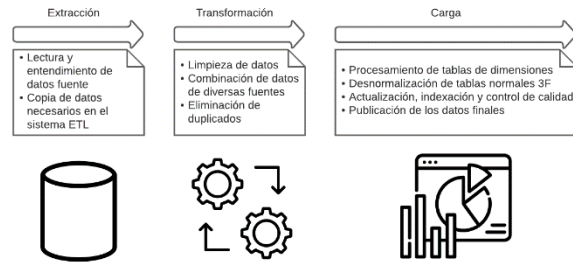 Extracción
• Lectura y
entendimiento de
datos fuente
• Copia de datos
necesarios en el
sistema ETL
Transformación
• Limpieza de datos
• Combinación de datos
de diversas fuentes
• Eliminación de
duplicados
Carga
• Procesamiento de tablas de dimensiones
• Desnormalización de tablas normales 3F
• Actualización, indexación y control de calidad
• Publicación de los datos finales